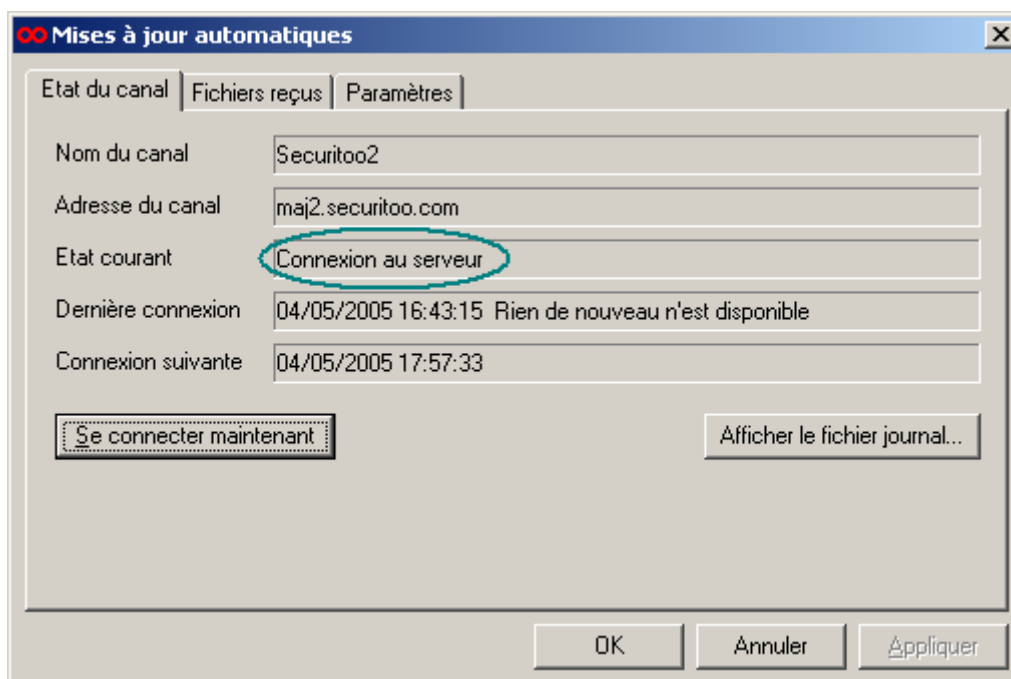 Mises à jour automatiques
Etat du canal Fichiers reçus Paramètres
Nom du canal Securitoo2
Adresse du canal maj2.securitoo.com
Etat courant Connexion au serveur
Dernière connexion 04/05/2005 16:43:15 Rien de nouveau n'est disponible
Connexion suivante 04/05/2005 17:57:33
Se connecter maintenant Afficher le fichier journal...
OK Annuler Appliquer